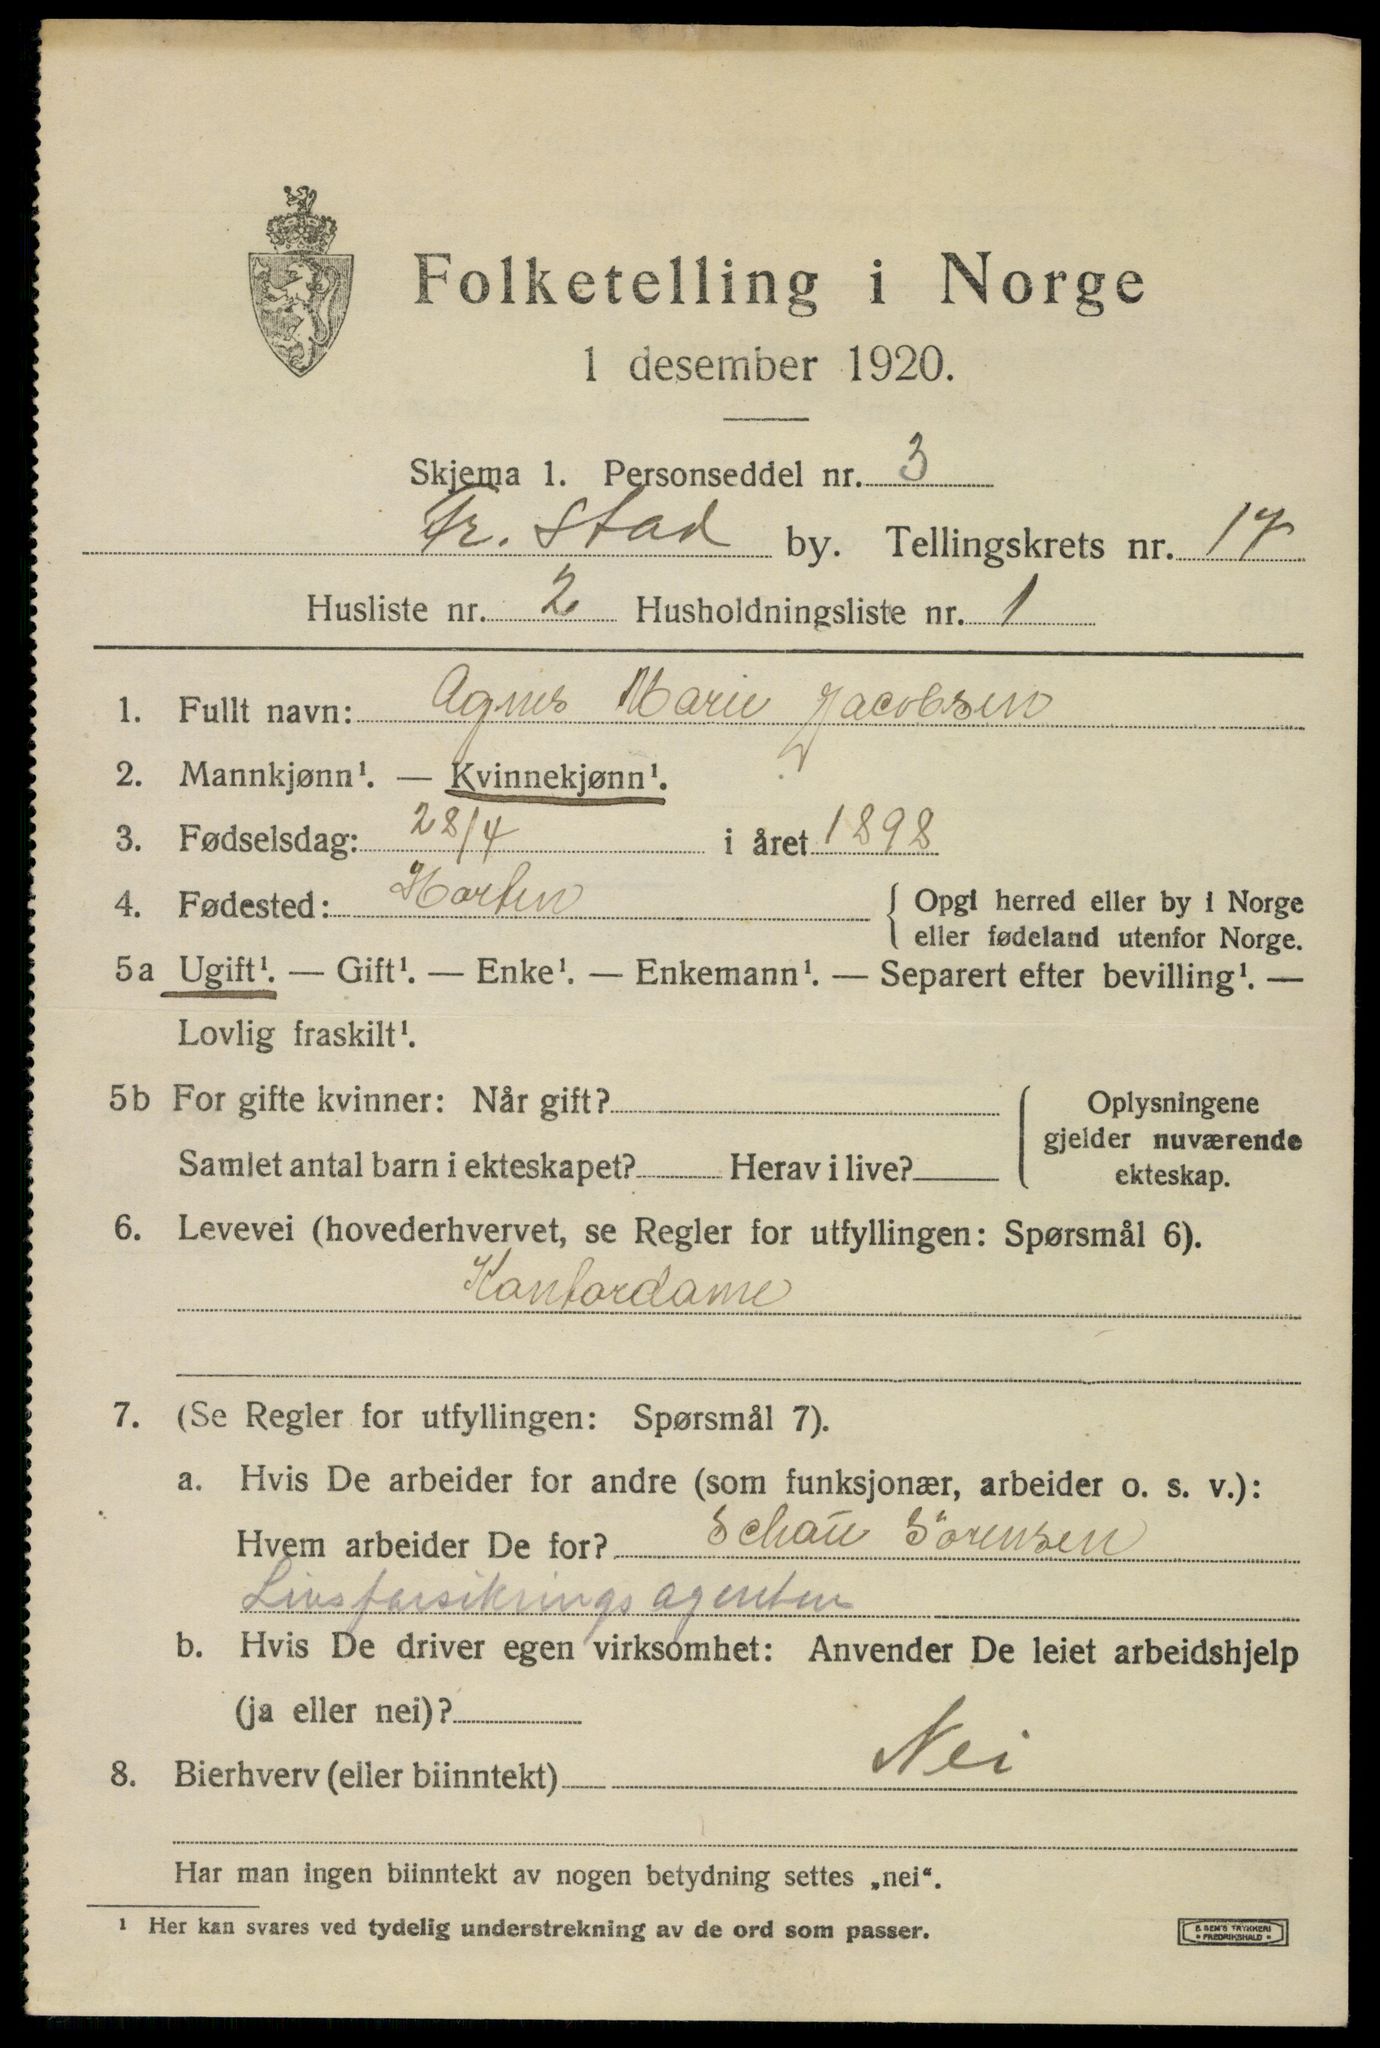 Folketelling i Norge
1 desember 1920.
Skjema 1. Personseddel nr. 3
Fr. stad by. Tellingskrets nr. 17
Husliste nr. 2 Husholdningsliste nr. 1
1. Fullt navn: Agnes Marie Jacobsen
2. Mannkjønn¹. — Kvinnekjønn¹.
3. Fødselsdag: 28/4 i året 1898
4. Fødested: Horten { Opgi herred eller by i Norge
eller fødeland utenfor Norge.
5a Ugift¹. — Gift¹. — Enke¹. — Enkemann¹. — Separert efter bevilling¹. —
Lovlig fraskilt¹.
5b For gifte kvinner: Når gift? { Oplysningene
gjelder nuværende
Samlet antal barn i ekteskapet? Herav i live? ekteskap.
6. Levevei (hovederhvervet, se Regler for utfyllingen: Spørsmål 6).
Kontordame
7. (Se Regler for utfyllingen: Spørsmål 7).
a. Hvis De arbeider for andre (som funksjonær, arbeider o. s. v.):
Hvem arbeider De for? Schau Sörensen
Livsforsikrings agenten
b. Hvis De driver egen virksomhet: Anvender De leiet arbeidshjelp
(ja eller nei)?
8. Bierhverv (eller biinntekt) Nei
Har man ingen biinntekt av nogen betydning settes „nei“.
¹ Her kan svares ved tydelig understrekning av de ord som passer.
E SEM'S TRYKKERI
• FREDRIKSHALD •